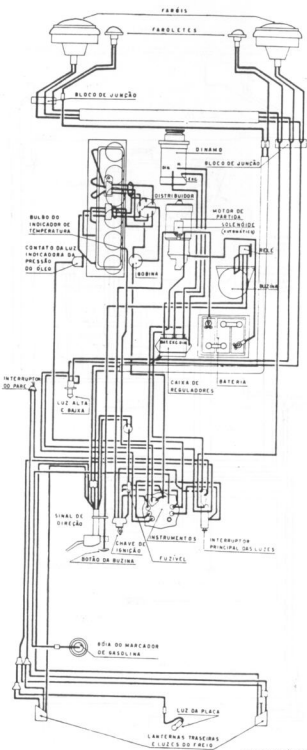 FARÓIS
FAROLETES
BLOCO DE JUNÇÃO
DINAMO
BLOCO DE JUNÇÃO
DISTRIBUIDOR
BULBO DO
INDICADOR DE
TEMPERATURA
MOTOR DE
PARTIDA
SOLENÓIDE
(AUTOMÁTICO)
RELÉ
CONTATO DA LUZ
INDICADORA DA
PRESSÃO
DO ÓLEO
BOBINA
BUZINA
BATERIA
CAIXA DE
REGULADORES
INTERRUPTOR
DO PARE
LUZ ALTA
E BAIXA
SINAL DE
DIREÇÃO
INSTRUMENTOS
CHAVE DE
IGNIÇÃO
FUZÍVEL
INTERRUPTOR
PRINCIPAL DAS LUZES
BOTÃO DA BUZINA
BÓIA DO MARCADOR
DE GASOLINA
LUZ DA PLACA
LANTERNAS TRASEIRAS
E LUZES DO FREIO